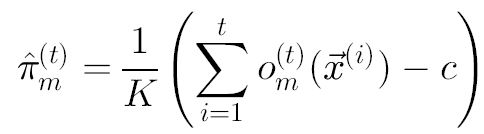 $\hat{\pi}_m^{(t)} = \frac{1}{K} \left( \sum_{i=1}^{t} o_m^{(t)}(\vec{x}^{(i)}) - c \right)$